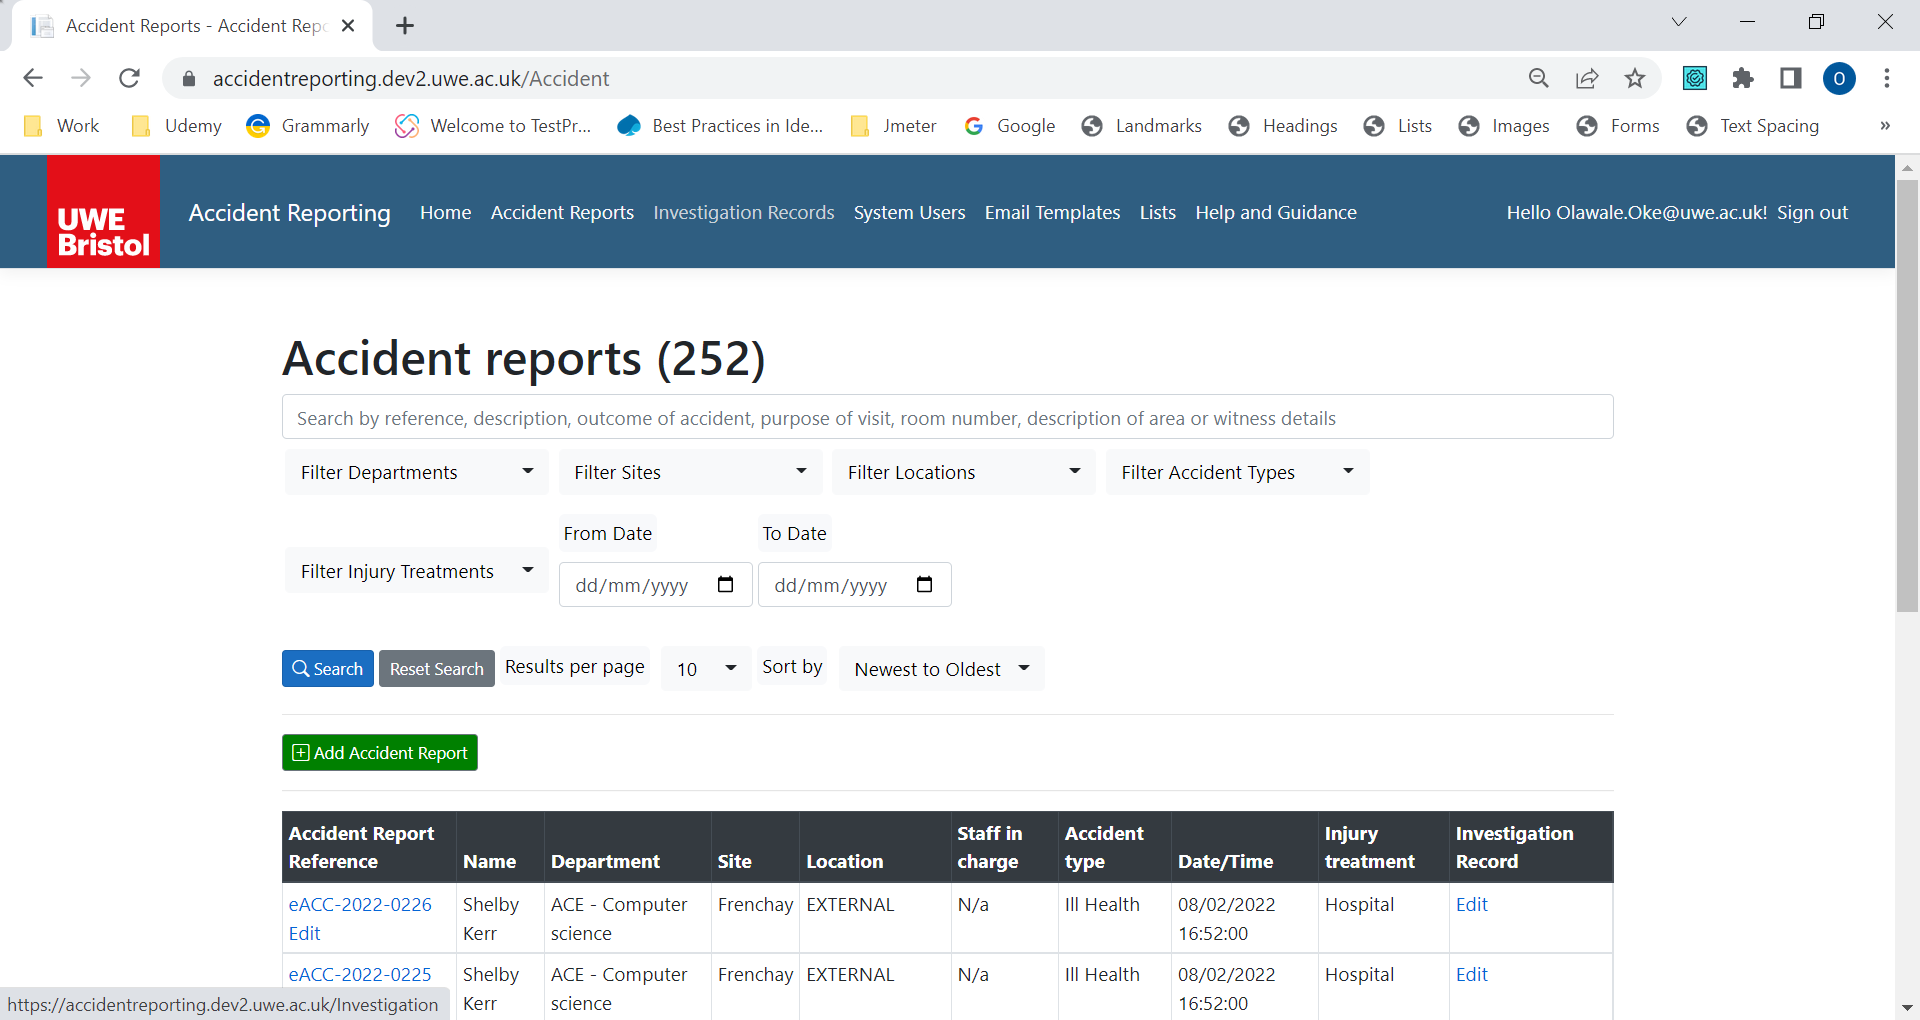 Accident Reports - Accident Repo
accidentreporting.dev2.uwe.ac.uk/Accident
O
Work
Udemy
Grammarly
Welcome to TestPr...
Best Practices in Ide...
Jmeter
Google
Landmarks
Headings
Lists
Images
Forms
Text Spacing
»
UWE
Bristol
Accident Reporting
Home
Accident Reports
Investigation Records
System Users
Email Templates
Lists
Help and Guidance
Hello Olawale.Oke@uwe.ac.uk!
Sign out
Accident reports (252)
Search by reference, description, outcome of accident, purpose of visit, room number, description of area or witness details
Filter Departments
Filter Sites
Filter Locations
Filter Accident Types
From Date
To Date
Filter Injury Treatments
dd/mm/yyyy
dd/mm/yyyy
Search
Reset Search
Results per page
10
Sort by
Newest to Oldest
Add Accident Report
Accident Report
Reference
Name
Department
Site
Location
Staff in
charge
Accident
type
Date/Time
Injury
treatment
Investigation
Record
eACC-2022-0226
Edit
Shelby
Kerr
ACE - Computer
science
Frenchay
EXTERNAL
N/a
Ill Health
08/02/2022
16:52:00
Hospital
Edit
eACC-2022-0225
Shelby
Kerr
ACE - Computer
science
Frenchay
EXTERNAL
N/a
Ill Health
08/02/2022
16:52:00
Hospital
Edit
https://accidentreporting.dev2.uwe.ac.uk/Investigation